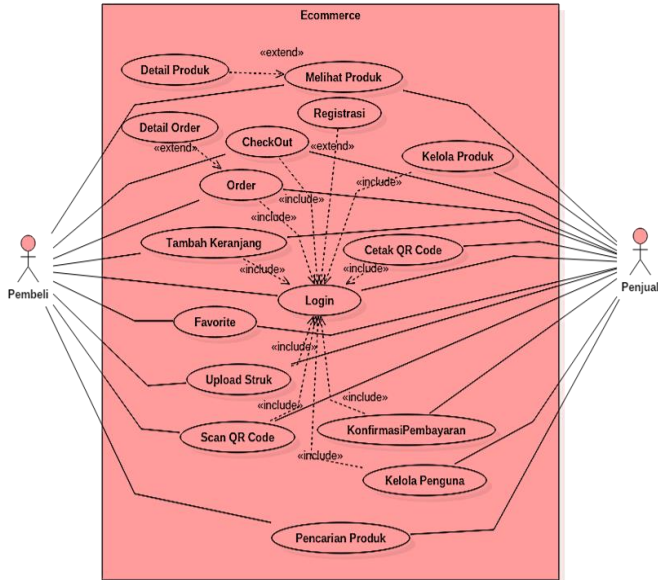 Ecommerce
«extend»
Detail Produk
Melihat Produk
Registrasi
Detail Order
CheckOut
«extend»
«extend»
Kelola Produk
Order
«include»
«include»
«include»
Tambah Keranjang
Cetak QR Code
«include»
«include»
Pembeli
Penjual
Login
Favorite
«include»
Upload Struk
«include»
«include»
Scan QR Code
KonfirmasiPembayaran
«include»
Kelola Penguna
Pencarian Produk